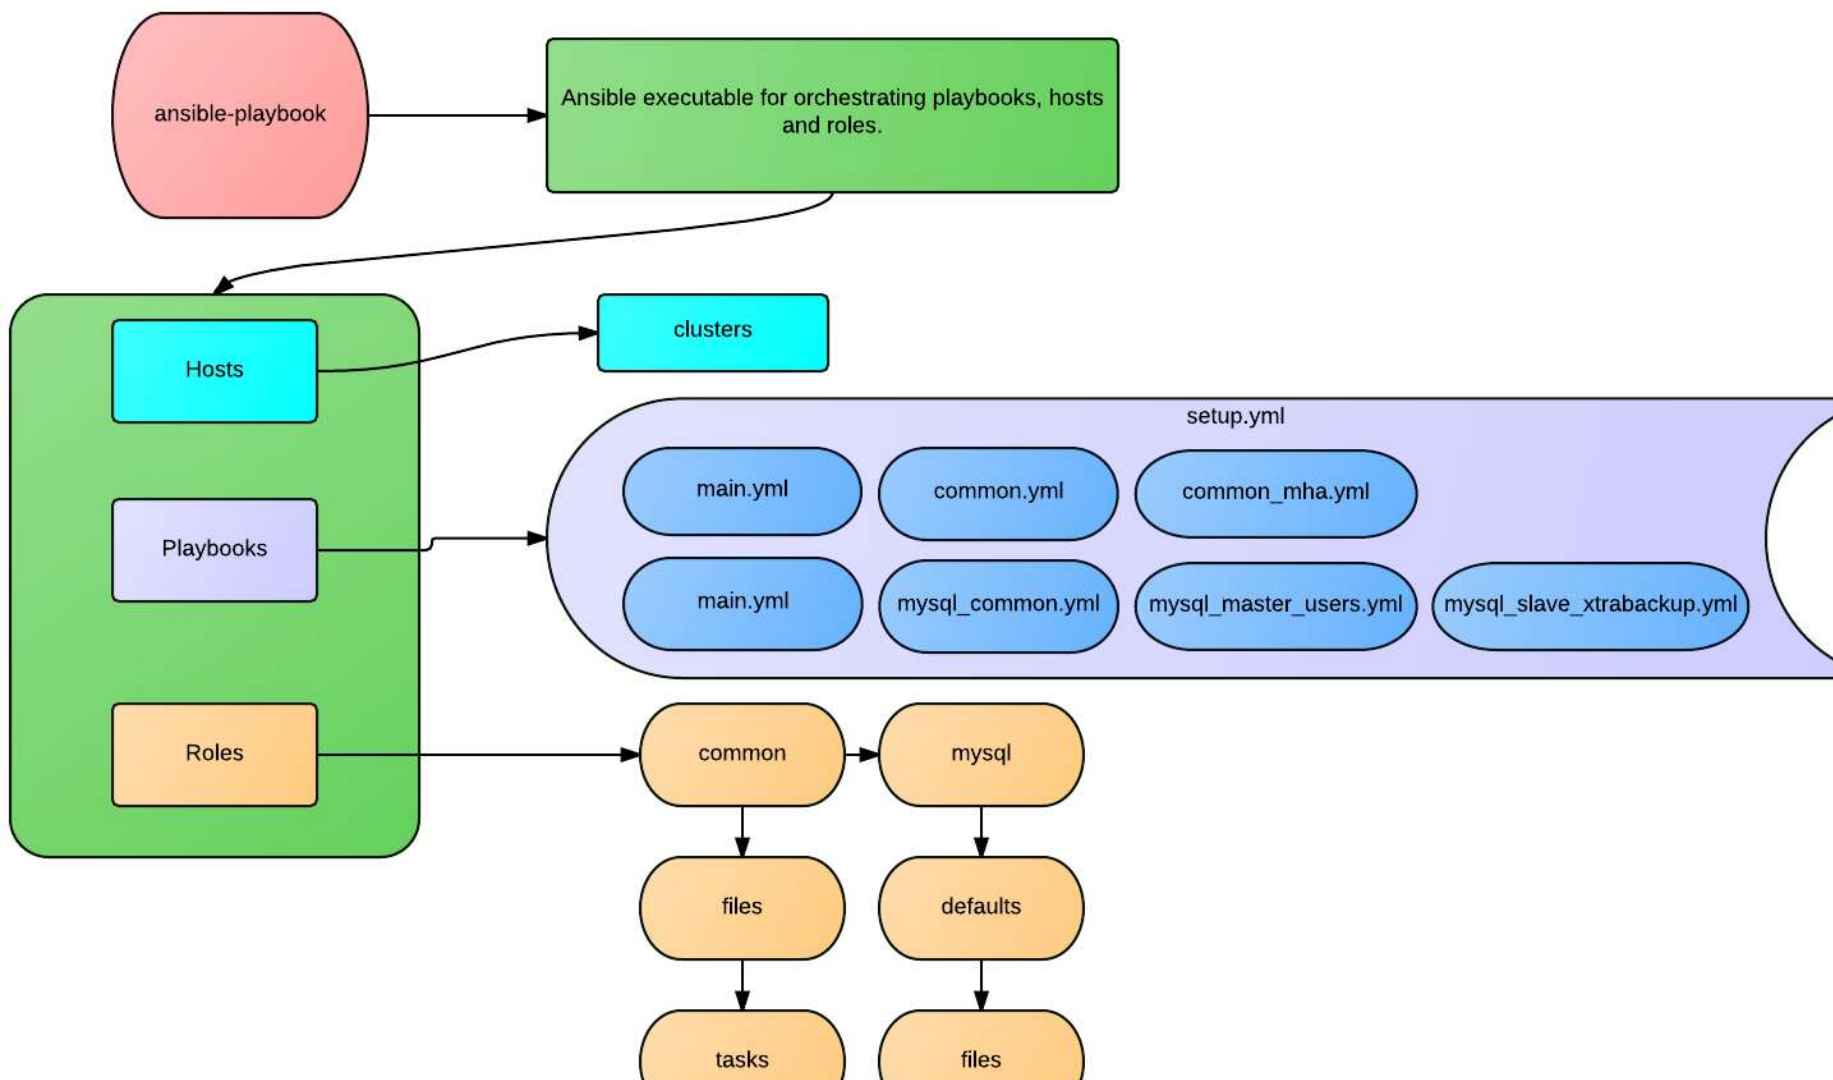 ansible-playbook
Ansible executable for orchestrating playbooks, hosts
and roles.
Hosts
clusters
setup.yml
main.yml
common.yml
common_mha.yml
Playbooks
main.yml
mysql_common.yml
mysql_master_users.yml
mysql_slave_xtrabackup.yml
Roles
common
mysql
files
defaults
tasks
files